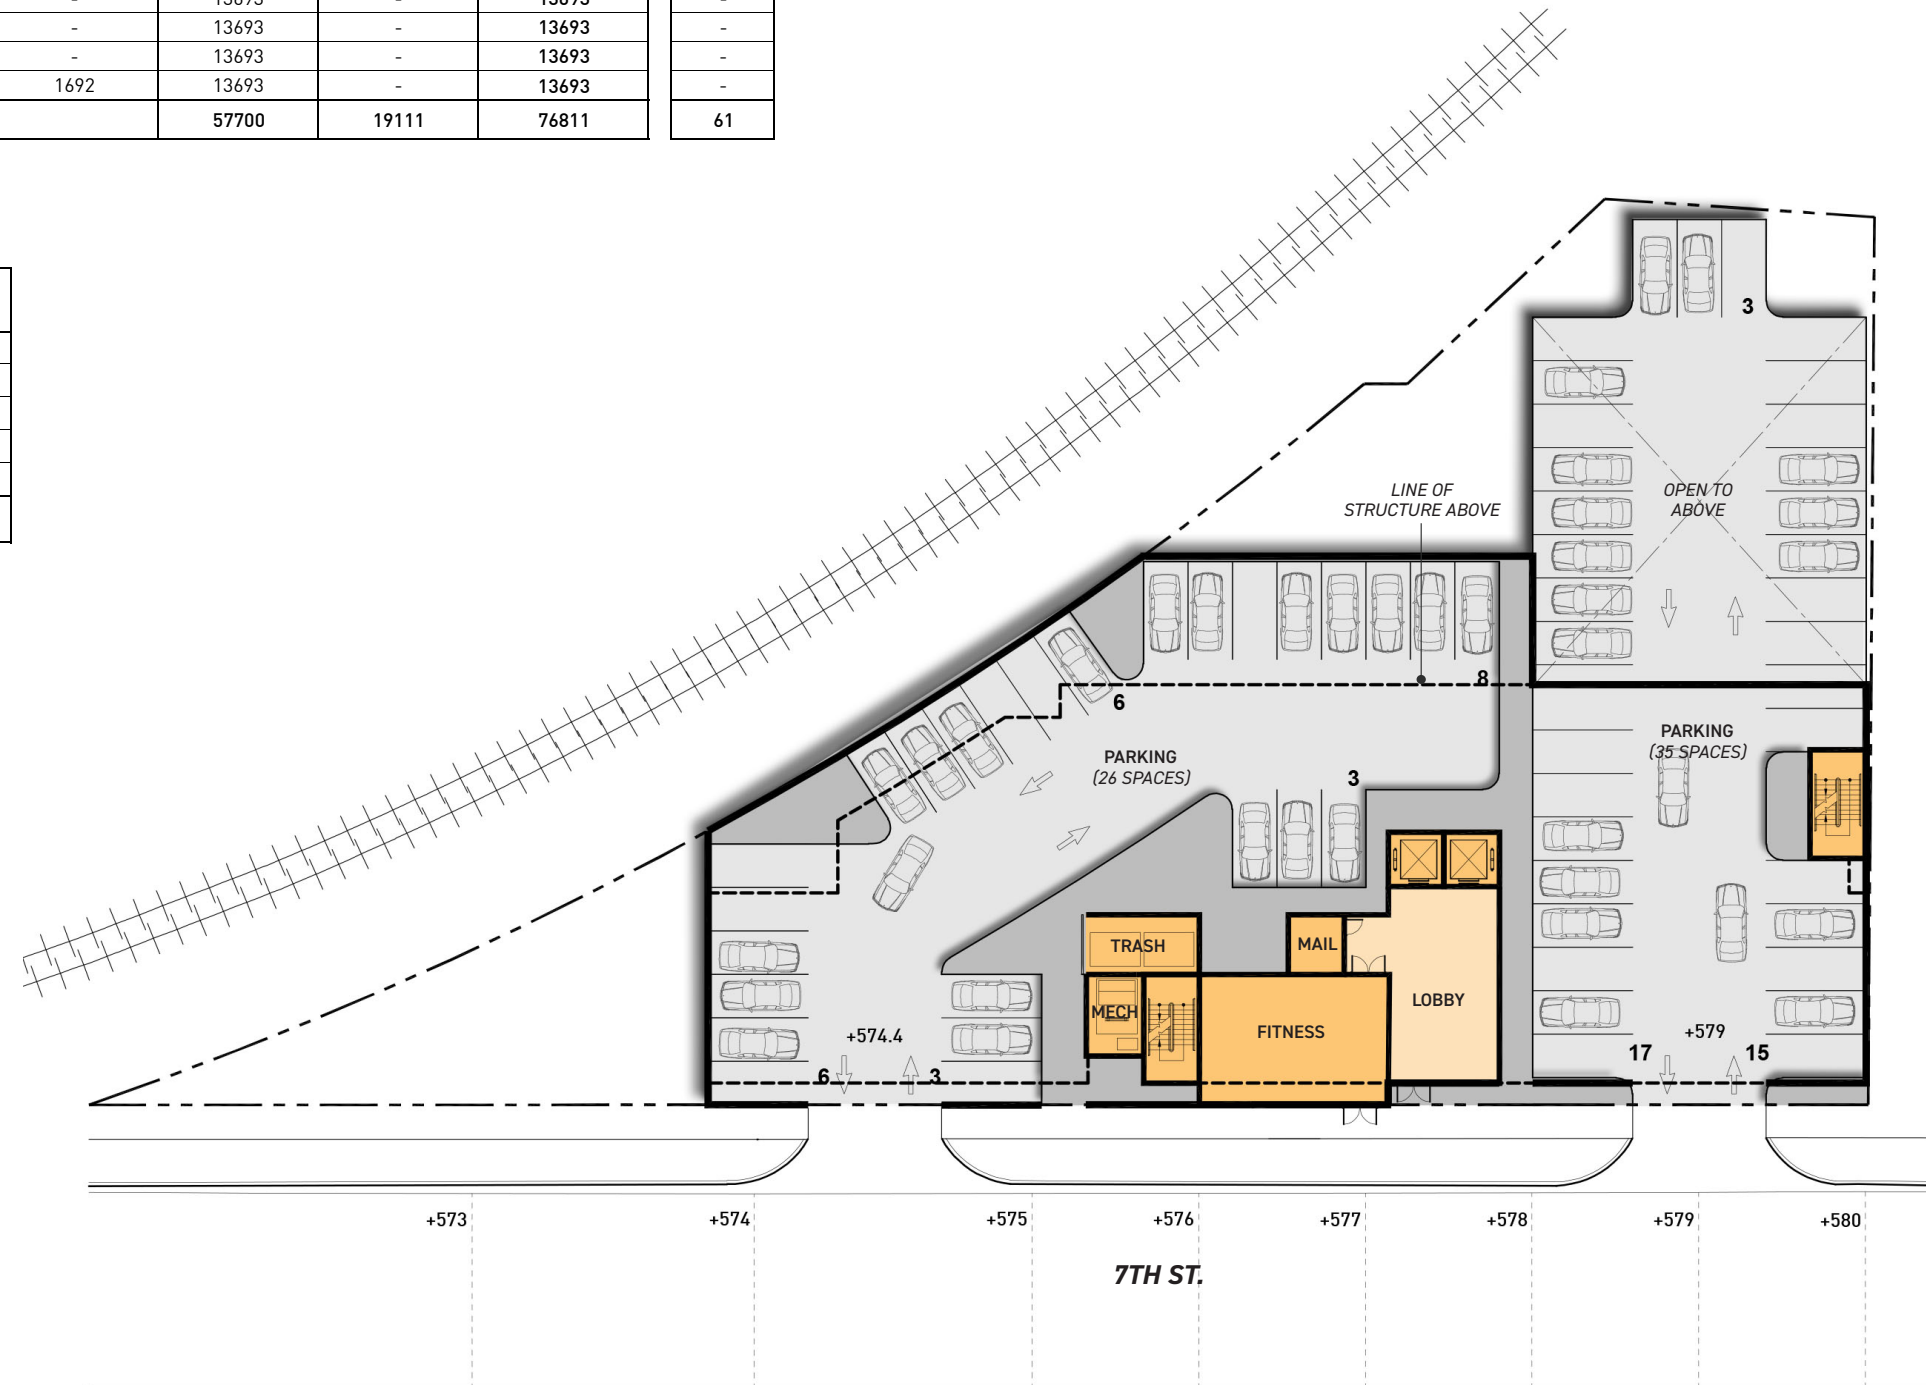 - 13693 - 13693 -
- 13693 - 13693 -
- 13693 - 13693 -
1692 13693 - 13693 -
57700 19111 76811 61
3
LINE OF
STRUCTURE ABOVE
OPEN TO
ABOVE
8
6
PARKING
(26 SPACES)
3
PARKING
(35 SPACES)
TRASH
MAIL
MECH
FITNESS
LOBBY
+574.4
6
3
+579
17
15
+573
+574
+575
+576
+577
+578
+579
+580
7TH ST.